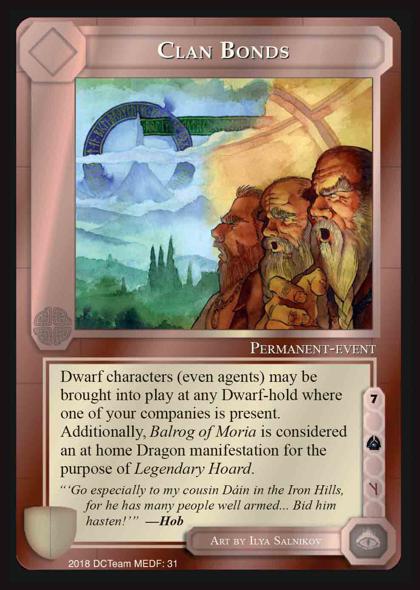 CLAN BONDS
PERMANENT-EVENT
Dwarf characters (even agents) may be
brought into play at any Dwarf-hold where
one of your companies is present.
Additionally, Balrog of Moria is considered
an at home Dragon manifestation for the
purpose of Legendary Hoard.
“‘Go especially to my cousin Dáin in the Iron Hills,
for he has many people well armed... Bid him
hasten!’” —Hob
7
ART BY ILYA SALNIKOV
2018 DCTeam MEDF: 31